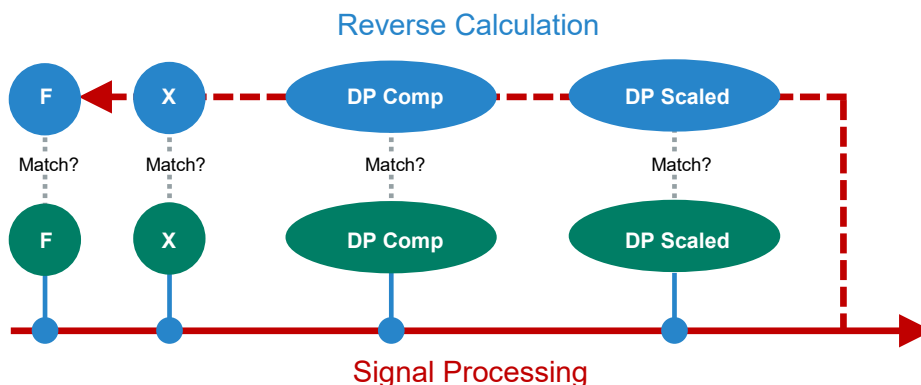 Reverse Calculation
F X DP Comp DP Scaled
Match? Match? Match? Match?
F X DP Comp DP Scaled
Signal Processing